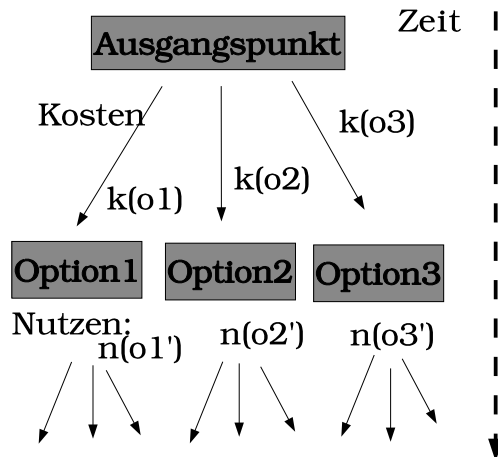 Zeit
Ausgangspunkt
Kosten
k(o3)
k(o2)
k(o1)
Option1
Option2
Option3
Nutzen:
n(o1')
n(o2')
n(o3')